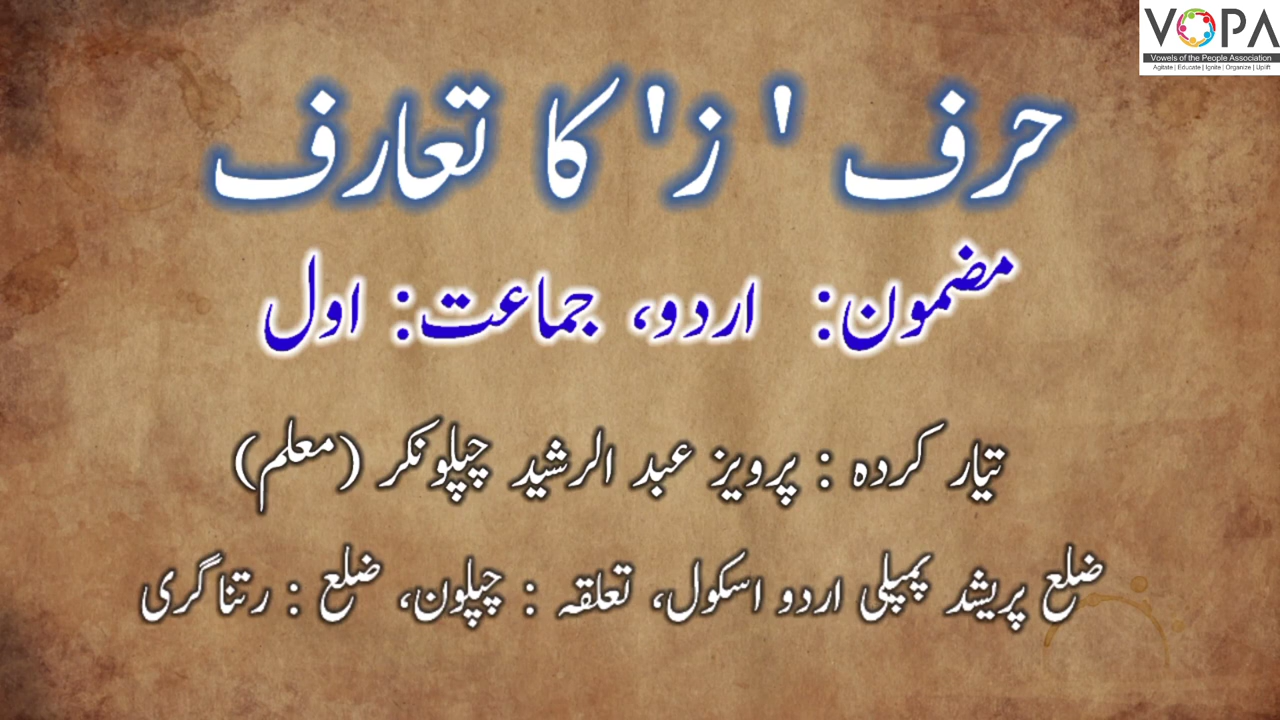 VOPA
Vowels of the People Association
Agitate | Educate | Ignite | Organize | Uplift
حرف ' ز' کا تعارف
مضمون: اردو، جماعت: اول
تیار کردہ : پرویز عبد الرشید چپلونکر (معلم)
ضلع پریشد پمپلی اردو اسکول، تعلقہ : چپلون، ضلع : رتناگری